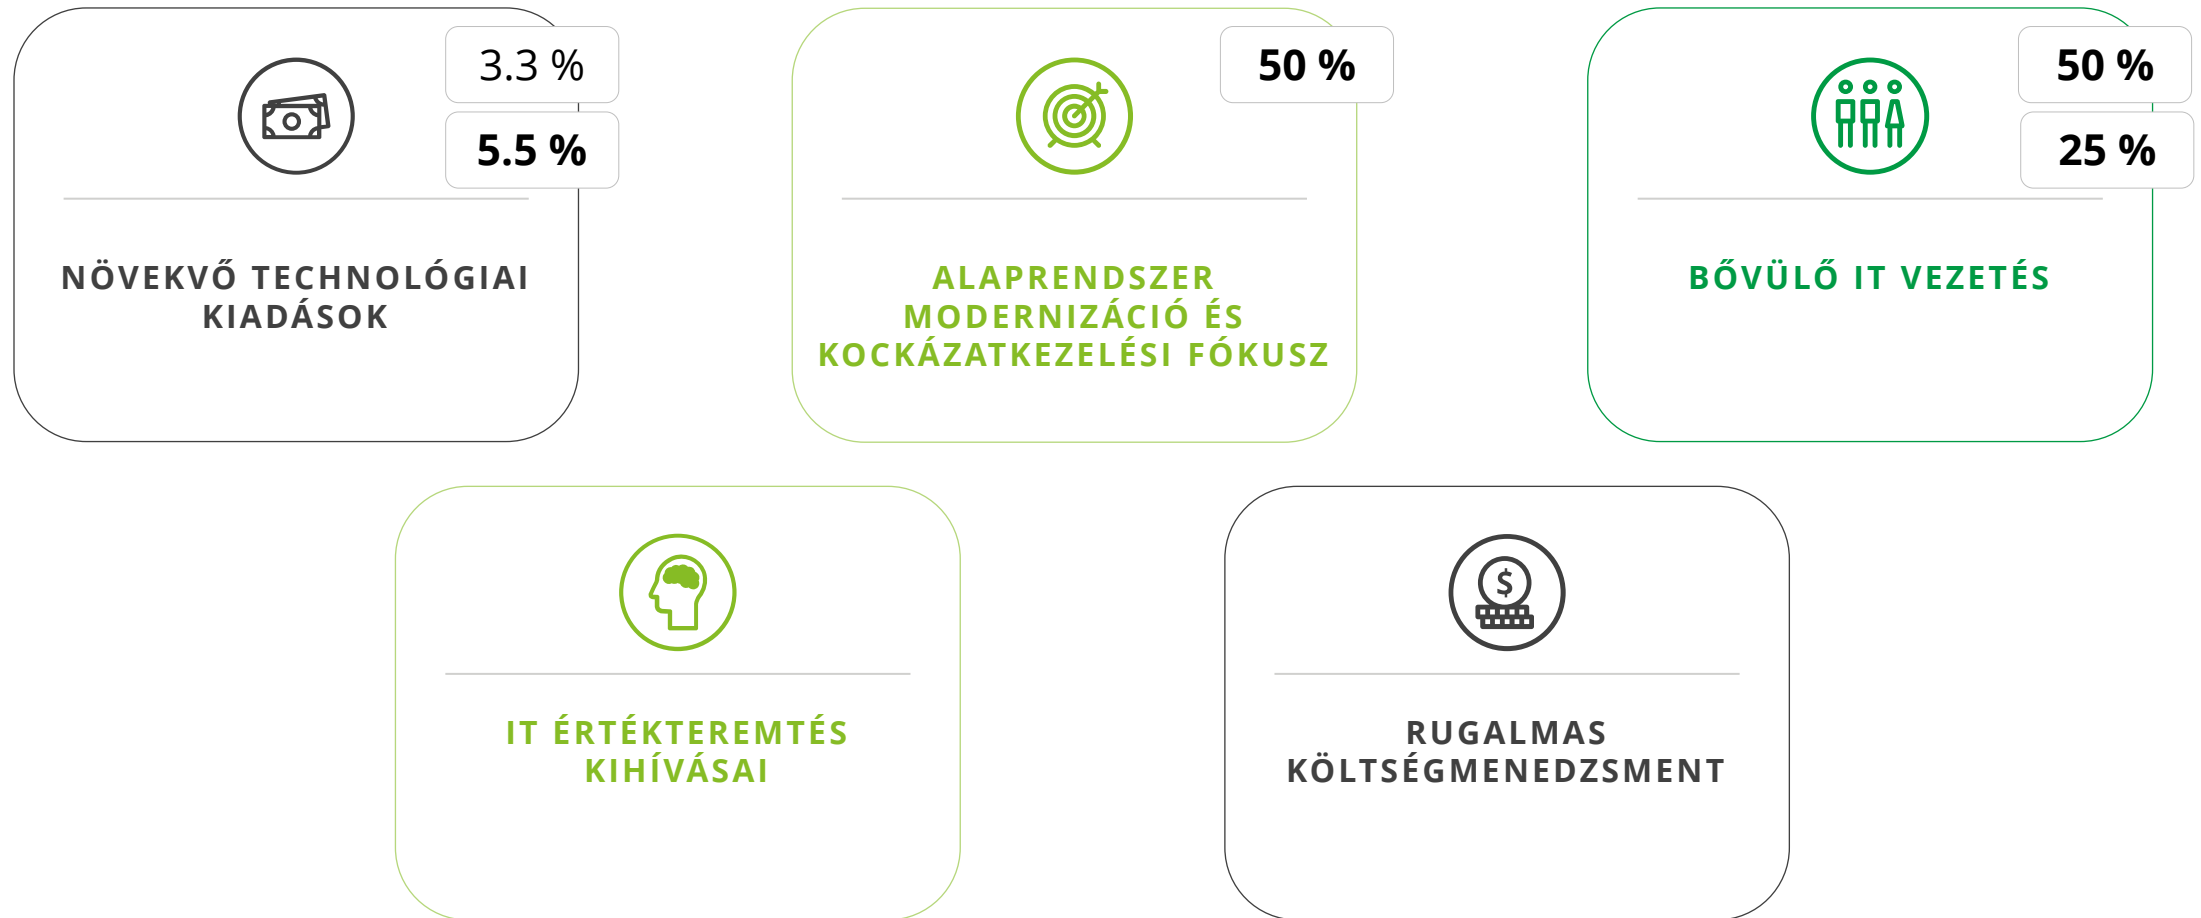 3.3 %
5.5 %
NÖVEKVŐ TECHNOLÓGIAI
KIADÁSOK
50 %
ALAPRENDSZER
MODERNIZÁCIÓ ÉS
KOCKÁZATKEZELÉSI FÓKUSZ
50 %
25 %
BŐVÜLŐ IT VEZETÉS
IT ÉRTÉKTEREMTÉS
KIHÍVÁSAI
$
RUGALMAS
KÖLTSÉGMENEDZSMENT